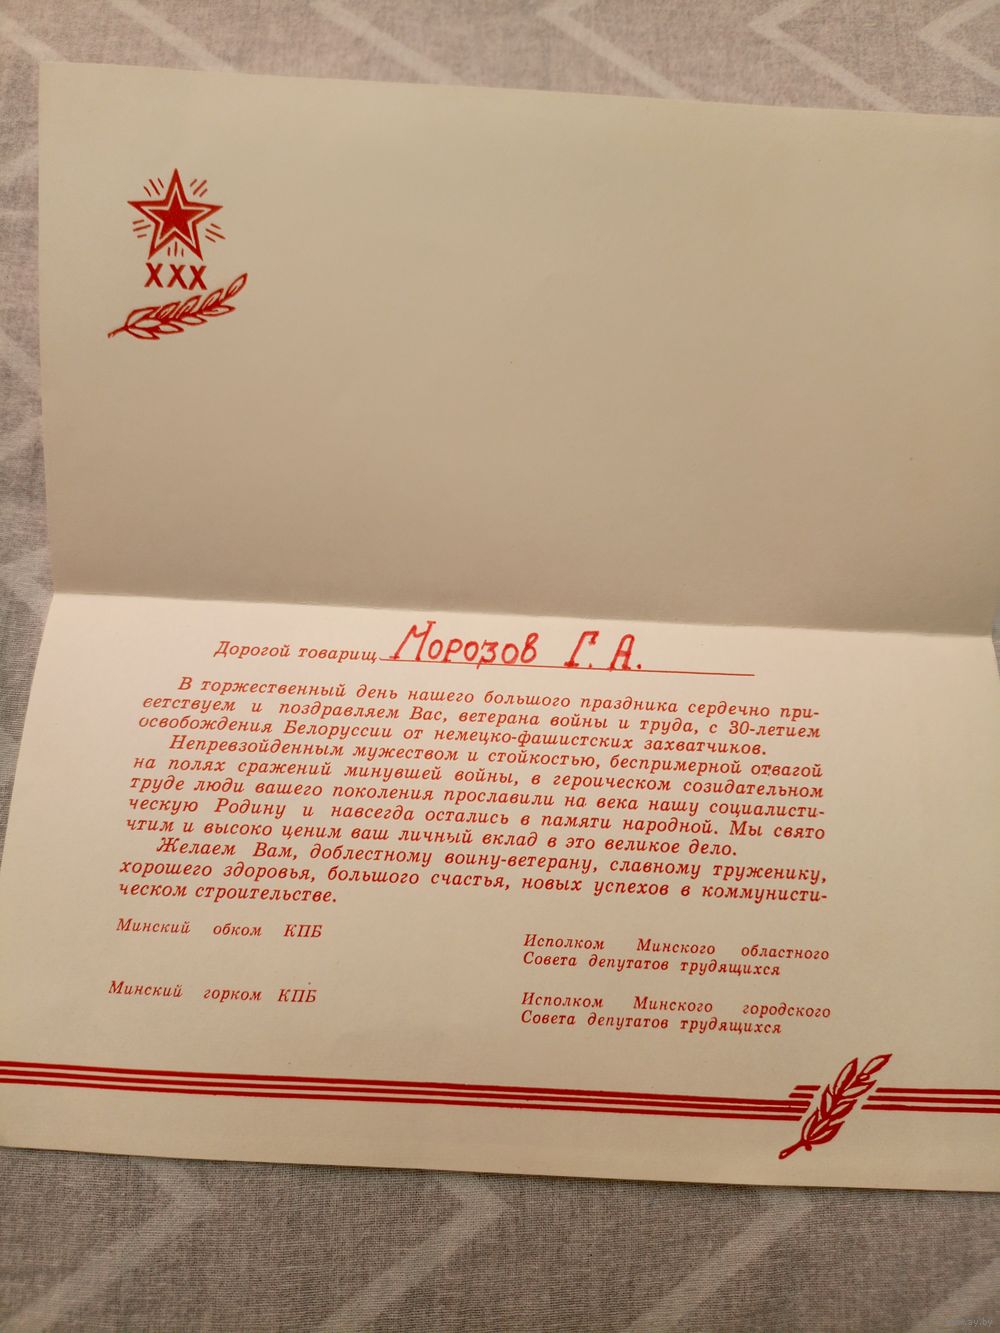 XXX
Дорогой товарищ Морозов Г. А.
В торжественный день нашего большого праздника сердечно при-
ветствуем и поздравляем Вас, ветерана войны и труда, с 30-летием
освобождения Белоруссии от немецко-фашистских захватчиков.
Непревзойденным мужеством и стойкостью, беспримерной отвагой
на полях сражений минувшей войны, в героическом созидательном
труде люди вашего поколения прославили на века нашу социалисти-
ческую Родину и навсегда остались в памяти народной. Мы свято
чтим и высоко ценим ваш личный вклад в это великое дело.
Желаем Вам, доблестному воину-ветерану, славному труженику,
хорошего здоровья, большого счастья, новых успехов в коммунисти-
ческом строительстве.
Минский обком КПБ
Минский горком КПБ
Исполком Минского областного
Совета депутатов трудящихся
Исполком Минского городского
Совета депутатов трудящихся